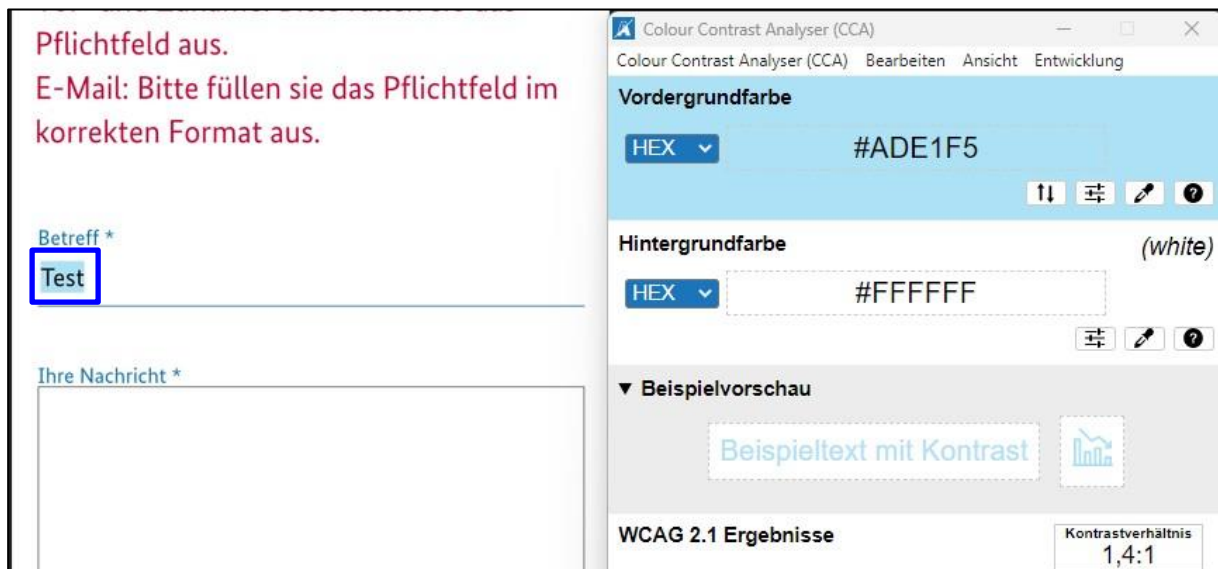 Pflichtfeld aus.
E-Mail: Bitte füllen sie das Pflichtfeld im
korrekten Format aus.
Betreff *
Test
Ihre Nachricht *
Colour Contrast Analyser (CCA)
Colour Contrast Analyser (CCA) Bearbeiten Ansicht Entwicklung
Vordergrundfarbe
HEX #ADE1F5
Hintergrundfarbe (white)
HEX #FFFFFF
▼ Beispielvorschau
Beispieltext mit Kontrast
WCAG 2.1 Ergebnisse
Kontrastverhältnis
1,4:1